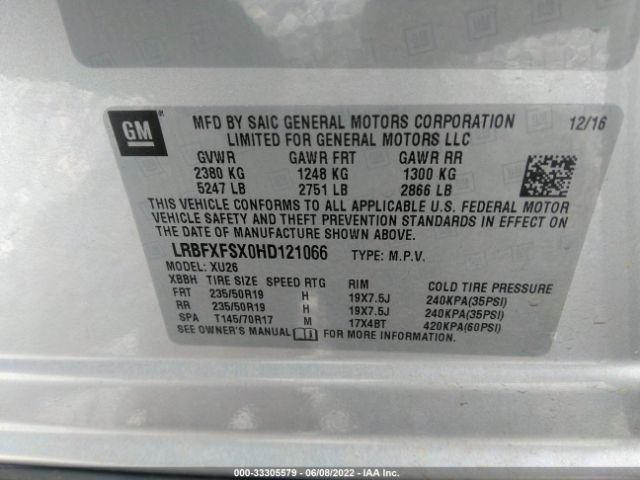 GM
MFD BY SAIC GENERAL MOTORS CORPORATION 12/16
LIMITED FOR GENERAL MOTORS LLC
GVWR GAWR FRT GAWR RR
2380 KG 1248 KG 1300 KG
5247 LB 2751 LB 2866 LB
THIS VEHICLE CONFORMS TO ALL APPLICABLE U.S. FEDERAL MOTOR
VEHICLE SAFETY AND THEFT PREVENTION STANDARDS IN EFFECT ON
THE DATE OF MANUFACTURE SHOWN ABOVE.
LRBFXFSX0HD121066 TYPE: M.P.V.
MODEL: XU26
XBBH TIRE SIZE SPEED RTG RIM COLD TIRE PRESSURE
FRT 235/50R19 H 19X7.5J 240KPA(35PSI)
RR 235/50R19 H 19X7.5J 240KPA(35PSI)
SPA T145/70R17 M 17X4BT 420KPA(60PSI)
SEE OWNER'S MANUAL FOR MORE INFORMATION.
000-33305579 - 06/08/2022 - IAA Inc.